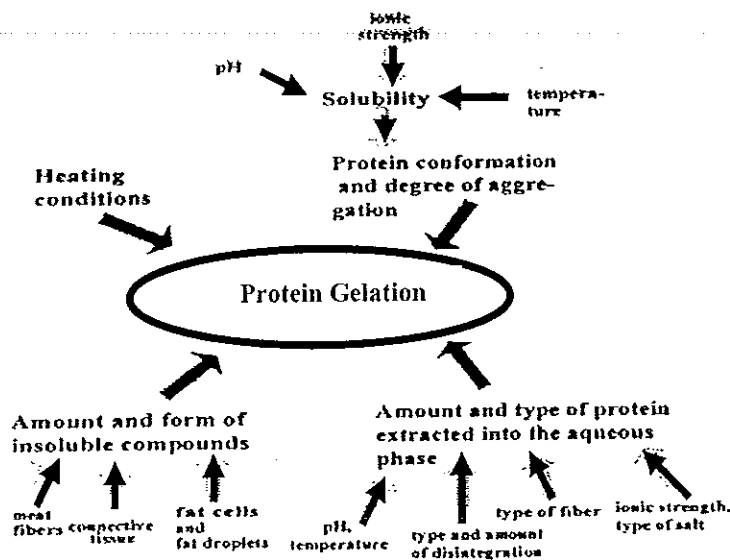 ionic
strength
pH
Solubility
tempera-
ture
Protein conformation
and degree of aggre-
gation
Heating
conditions
Protein Gelation
Amount and form of
insoluble compounds
Amount and type of protein
extracted into the aqueous
phase
meat
fibers
connective
tissue
fat cells
and
fat droplets
pH,
temperature
type and amount
of disintegration
type of fiber
ionic strength,
type of salt